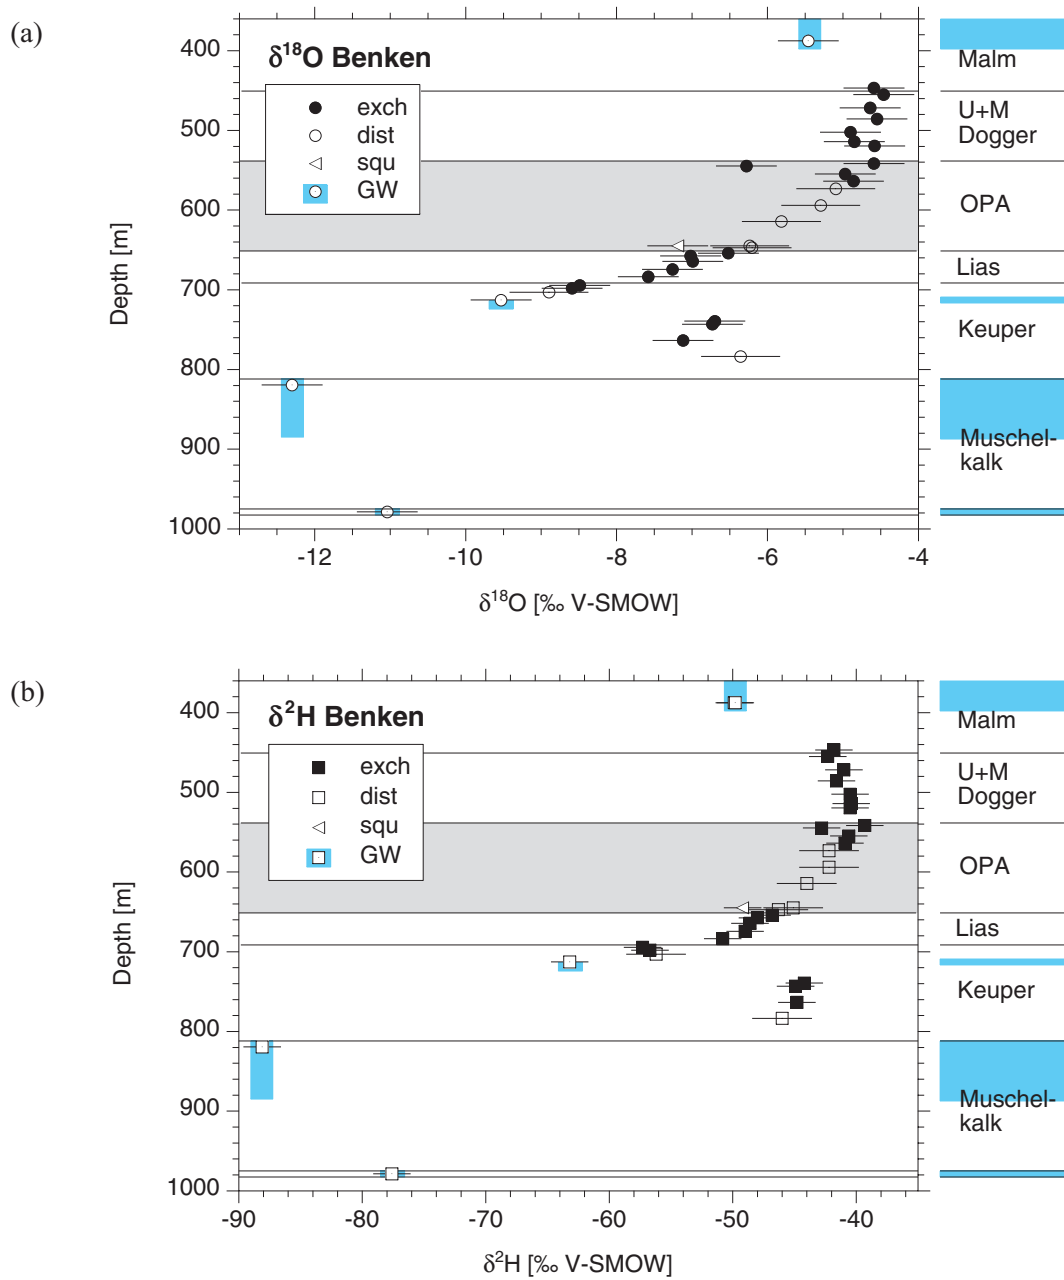 (a)
δ¹⁸O Benken
exch
dist
squ
GW
400
500
600
700
800
900
1000
Depth [m]
-12
-10
-8
-6
-4
δ¹⁸O [‰ V-SMOW]
Malm
U+M
Dogger
OPA
Lias
Keuper
Muschel-
kalk
(b)
δ²H Benken
exch
dist
squ
GW
400
500
600
700
800
900
1000
Depth [m]
-90
-80
-70
-60
-50
-40
δ²H [‰ V-SMOW]
Malm
U+M
Dogger
OPA
Lias
Keuper
Muschel-
kalk